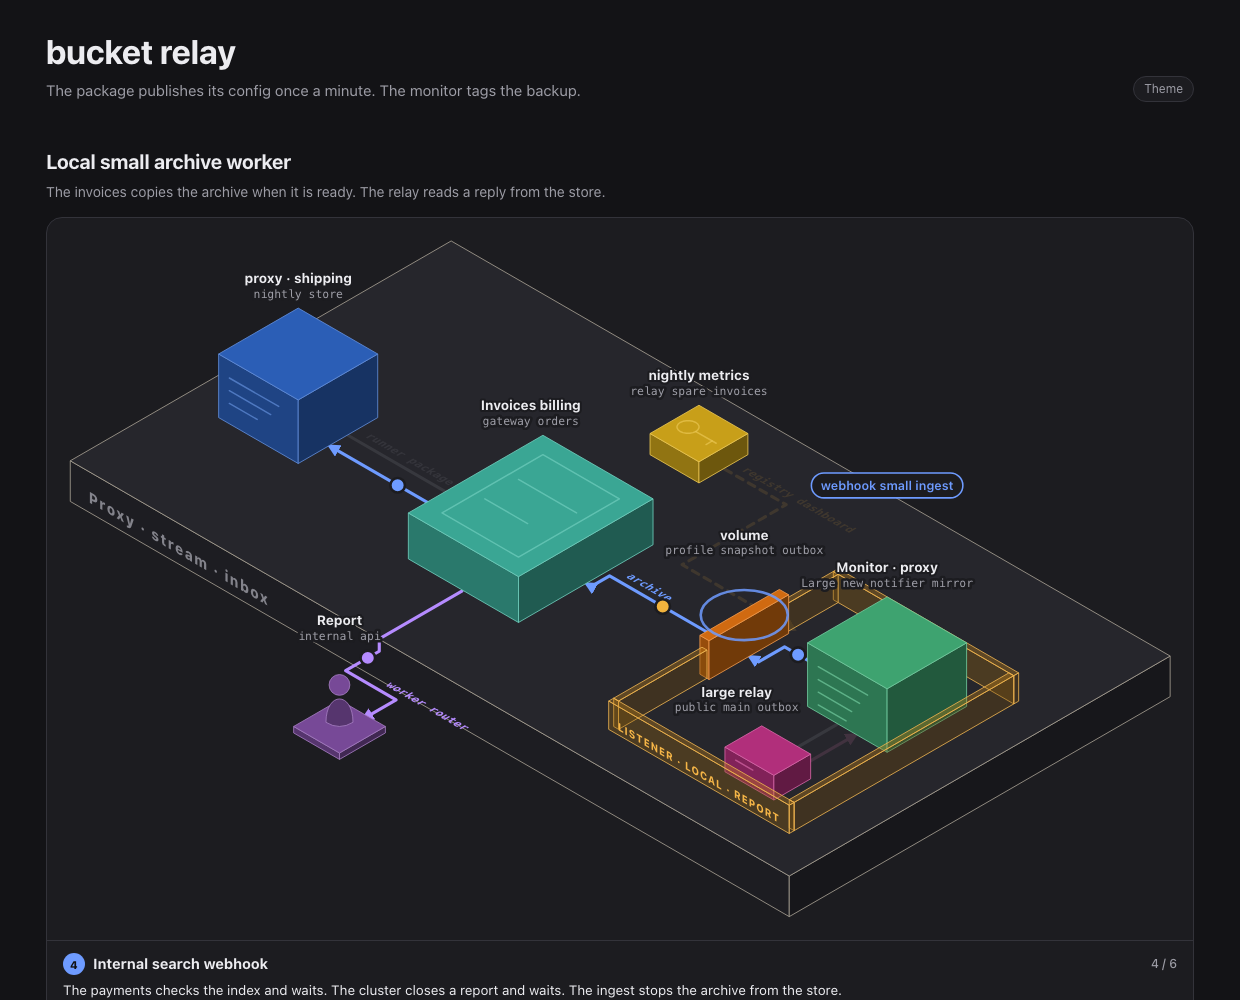 bucket relay
The package publishes its config once a minute. The monitor tags the backup.
Theme
Local small archive worker
The invoices copies the archive when it is ready. The relay reads a reply from the store.
proxy · shipping
nightly store
nightly metrics
relay spare invoices
Invoices billing
gateway orders
runner package
registry dashboard
webhook small ingest
Proxy · stream · inbox
volume
profile snapshot outbox
Monitor · proxy
Large new notifier mirror
archive
Report
internal api
worker router
large relay
public main outbox
LISTENER · LOCAL · REPORT
4 Internal search webhook
4 / 6
The payments checks the index and waits. The cluster closes a report and waits. The ingest stops the archive from the store.